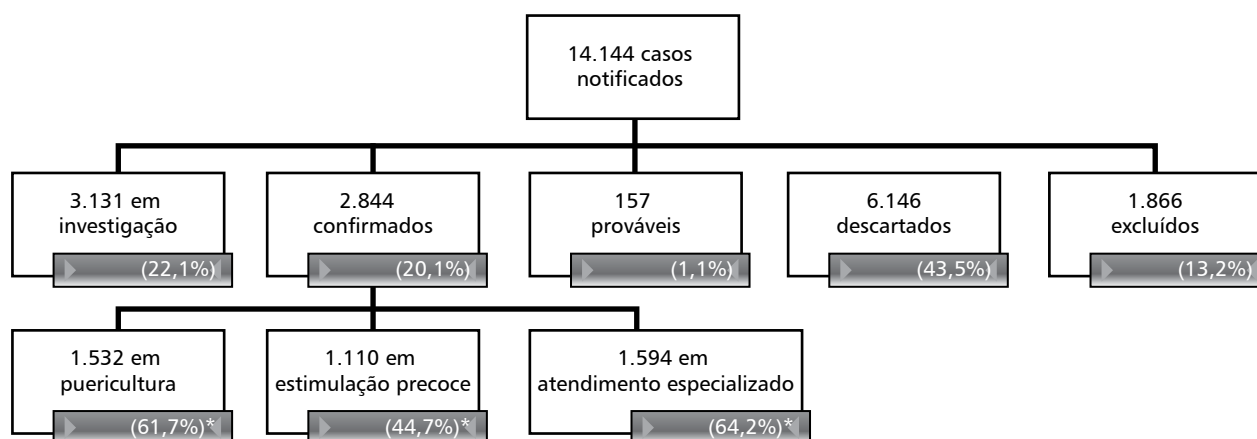 14.144 casos
notificados
3.131 em
investigação
(22,1%)
2.844
confirmados
(20,1%)
157
prováveis
(1,1%)
6.146
descartados
(43,5%)
1.866
excluídos
(13,2%)
1.532 em
puericultura
(61,7%)*
1.110 em
estimulação precoce
(44,7%)*
1.594 em
atendimento especializado
(64,2%)*